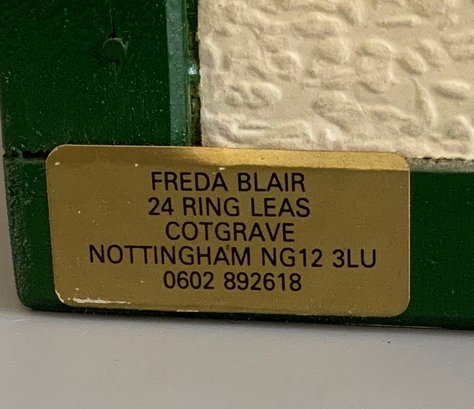 FREDA BLAIR
24 RING LEAS
COTGRAVE
NOTTINGHAM NG12 3LU
0602 892618